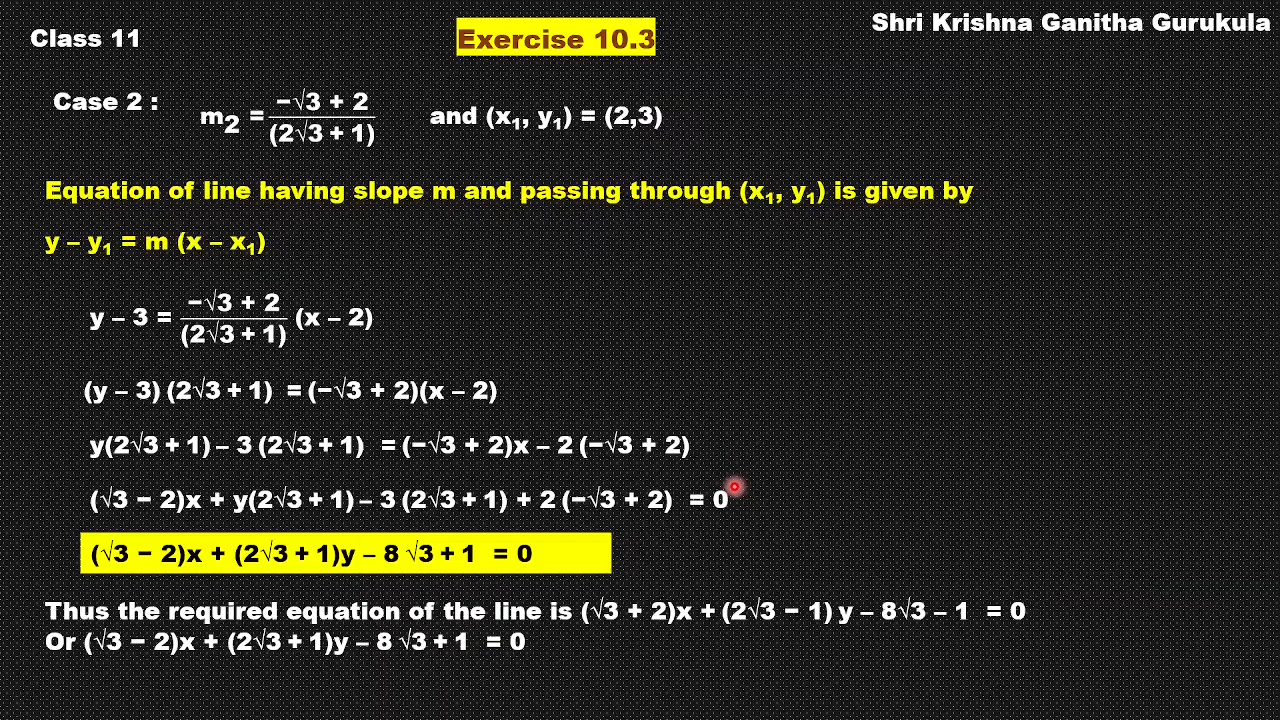 Shri Krishna Ganitha Gurukula
Class 11
Exercise 10.3
Case 2 : m₂ = (−√3 + 2)/(2√3 + 1) and (x₁, y₁) = (2,3)
Equation of line having slope m and passing through (x₁, y₁) is given by
y – y₁ = m (x – x₁)
y – 3 = (−√3 + 2)/(2√3 + 1) (x – 2)
(y – 3) (2√3 + 1) = (−√3 + 2)(x – 2)
y(2√3 + 1) – 3 (2√3 + 1) = (−√3 + 2)x – 2 (−√3 + 2)
(√3 − 2)x + y(2√3 + 1) – 3 (2√3 + 1) + 2 (−√3 + 2) = 0
(√3 − 2)x + (2√3 + 1)y – 8 √3 + 1 = 0
Thus the required equation of the line is (√3 + 2)x + (2√3 − 1) y – 8√3 – 1 = 0
Or (√3 − 2)x + (2√3 + 1)y – 8 √3 + 1 = 0